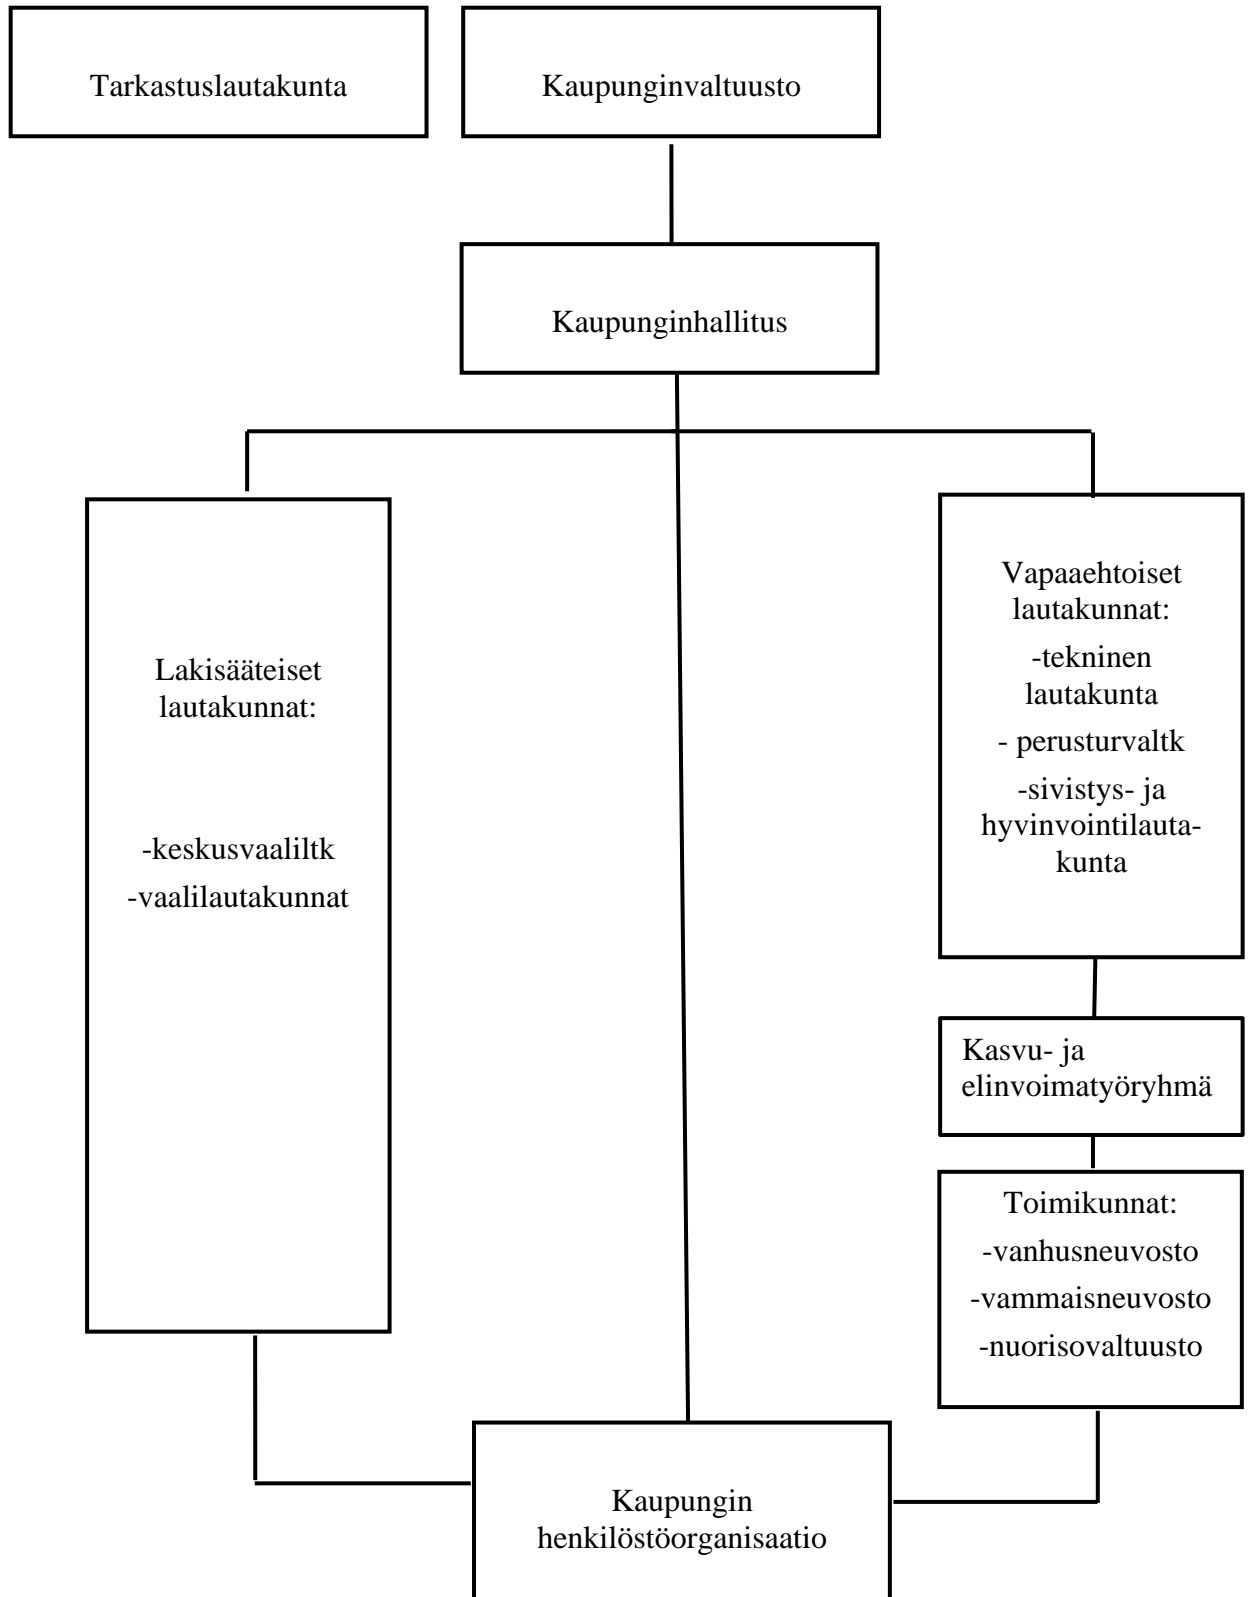 Tarkastuslautakunta
Kaupunginvaltuusto
Kaupunginhallitus
Lakisääteiset
lautakunnat:
-keskusvaaliltk
-vaalilautakunnat
Vapaaehtoiset
lautakunnat:
-tekninen
lautakunta
- perusturvaltk
-sivistys- ja
hyvinvointilauta-
kunta
Kasvu- ja
elinvoimatyöryhmä
Toimikunnat:
-vanhusneuvosto
-vammaisneuvosto
-nuorisovaltuusto
Kaupungin
henkilöstöorganisaatio